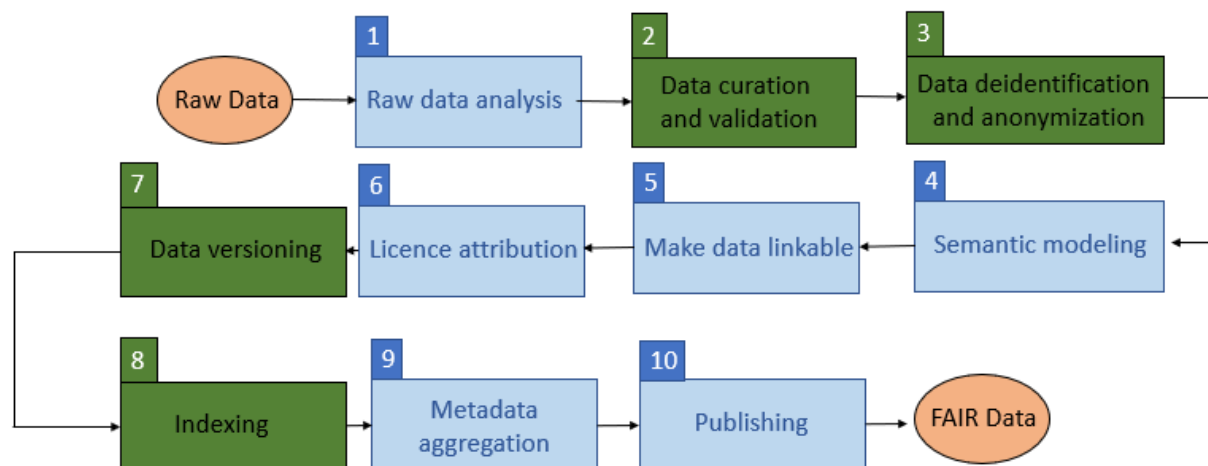 Raw Data
1
Raw data analysis
2
Data curation
and validation
3
Data deidentification
and anonymization
4
Semantic modeling
5
Make data linkable
6
Licence attribution
7
Data versioning
8
Indexing
9
Metadada
aggregation
10
Publishing
FAIR Data